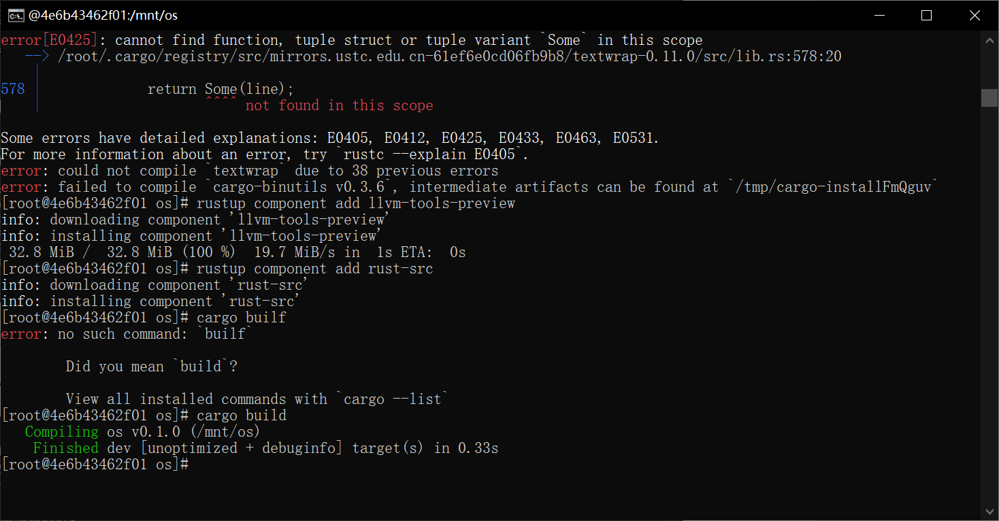 @4e6b43462f01:/mnt/os
error[E0425]: cannot find function, tuple struct or tuple variant `Some` in this scope
--> /root/.cargo/registry/src/mirrors.ustc.edu.cn-61ef6e0cd06fb9b8/textwrap-0.11.0/src/lib.rs:578:20
578 | return Some(line);
^^^^ not found in this scope
Some errors have detailed explanations: E0405, E0412, E0425, E0433, E0463, E0531.
For more information about an error, try `rustc --explain E0405`.
error: could not compile `textwrap` due to 38 previous errors
error: failed to compile `cargo-binutils v0.3.6`, intermediate artifacts can be found at `/tmp/cargo-installFmQguv`
[root@4e6b43462f01 os]# rustup component add llvm-tools-preview
info: downloading component 'llvm-tools-preview'
info: installing component 'llvm-tools-preview'
32.8 MiB / 32.8 MiB (100 %) 19.7 MiB/s in 1s ETA: 0s
[root@4e6b43462f01 os]# rustup component add rust-src
info: downloading component 'rust-src'
info: installing component 'rust-src'
[root@4e6b43462f01 os]# cargo builf
error: no such command: `builf`
Did you mean `build`?
View all installed commands with `cargo --list`
[root@4e6b43462f01 os]# cargo build
Compiling os v0.1.0 (/mnt/os)
Finished dev [unoptimized + debuginfo] target(s) in 0.33s
[root@4e6b43462f01 os]#